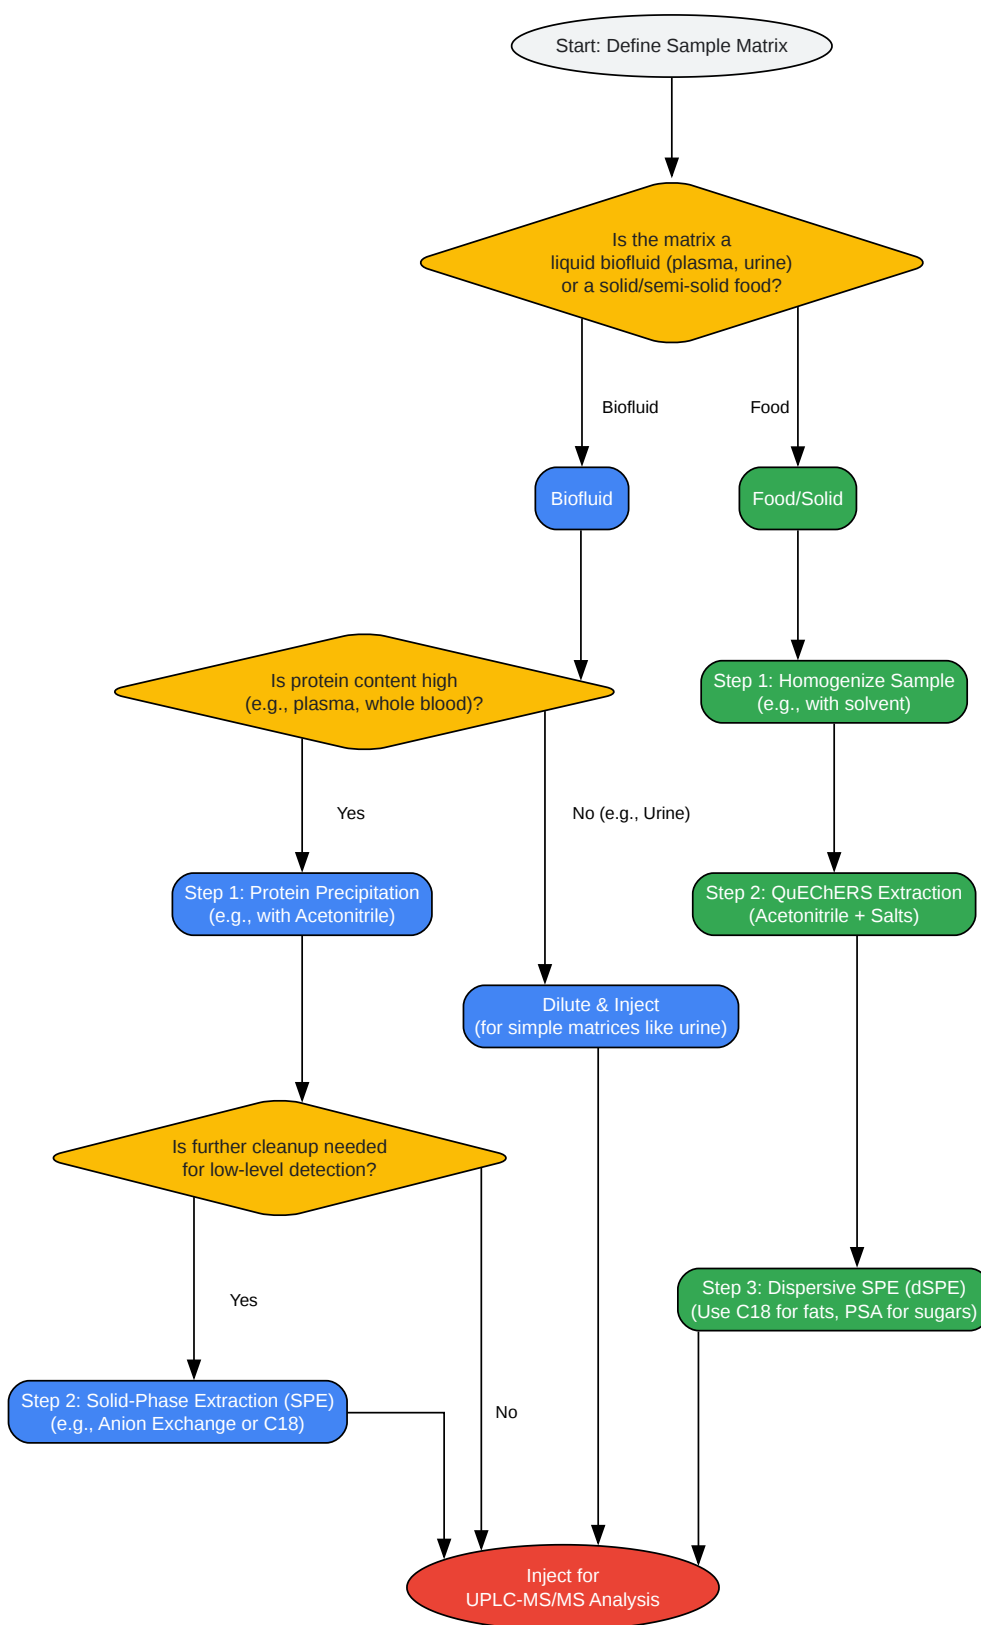 Start: Define Sample Matrix
Is the matrix a
liquid biofluid (plasma, urine)
or a solid/semi-solid food?
Biofluid
Food
Biofluid
Food/Solid
Is protein content high
(e.g., plasma, whole blood)?
Step 1: Homogenize Sample
(e.g., with solvent)
Yes
No (e.g., Urine)
Step 1: Protein Precipitation
(e.g., with Acetonitrile)
Step 2: QuEChERS Extraction
(Acetonitrile + Salts)
Dilute & Inject
(for simple matrices like urine)
Is further cleanup needed
for low-level detection?
Yes
Step 3: Dispersive SPE (dSPE)
(Use C18 for fats, PSA for sugars)
Step 2: Solid-Phase Extraction (SPE)
(e.g., Anion Exchange or C18)
No
Inject for
UPLC-MS/MS Analysis